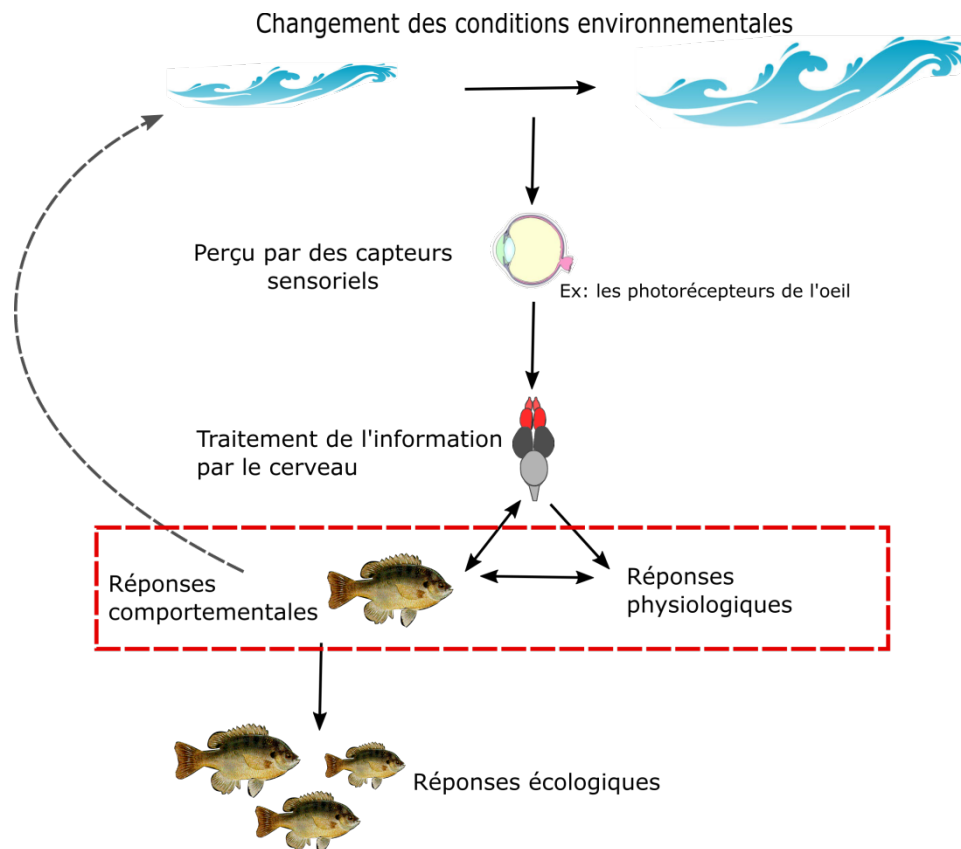 Changement des conditions environnementales
Perçu par des capteurs
sensoriels
Ex: les photorécepteurs de l'oeil
Traitement de l'information
par le cerveau
Réponses
comportementales
Réponses
physiologiques
Réponses écologiques